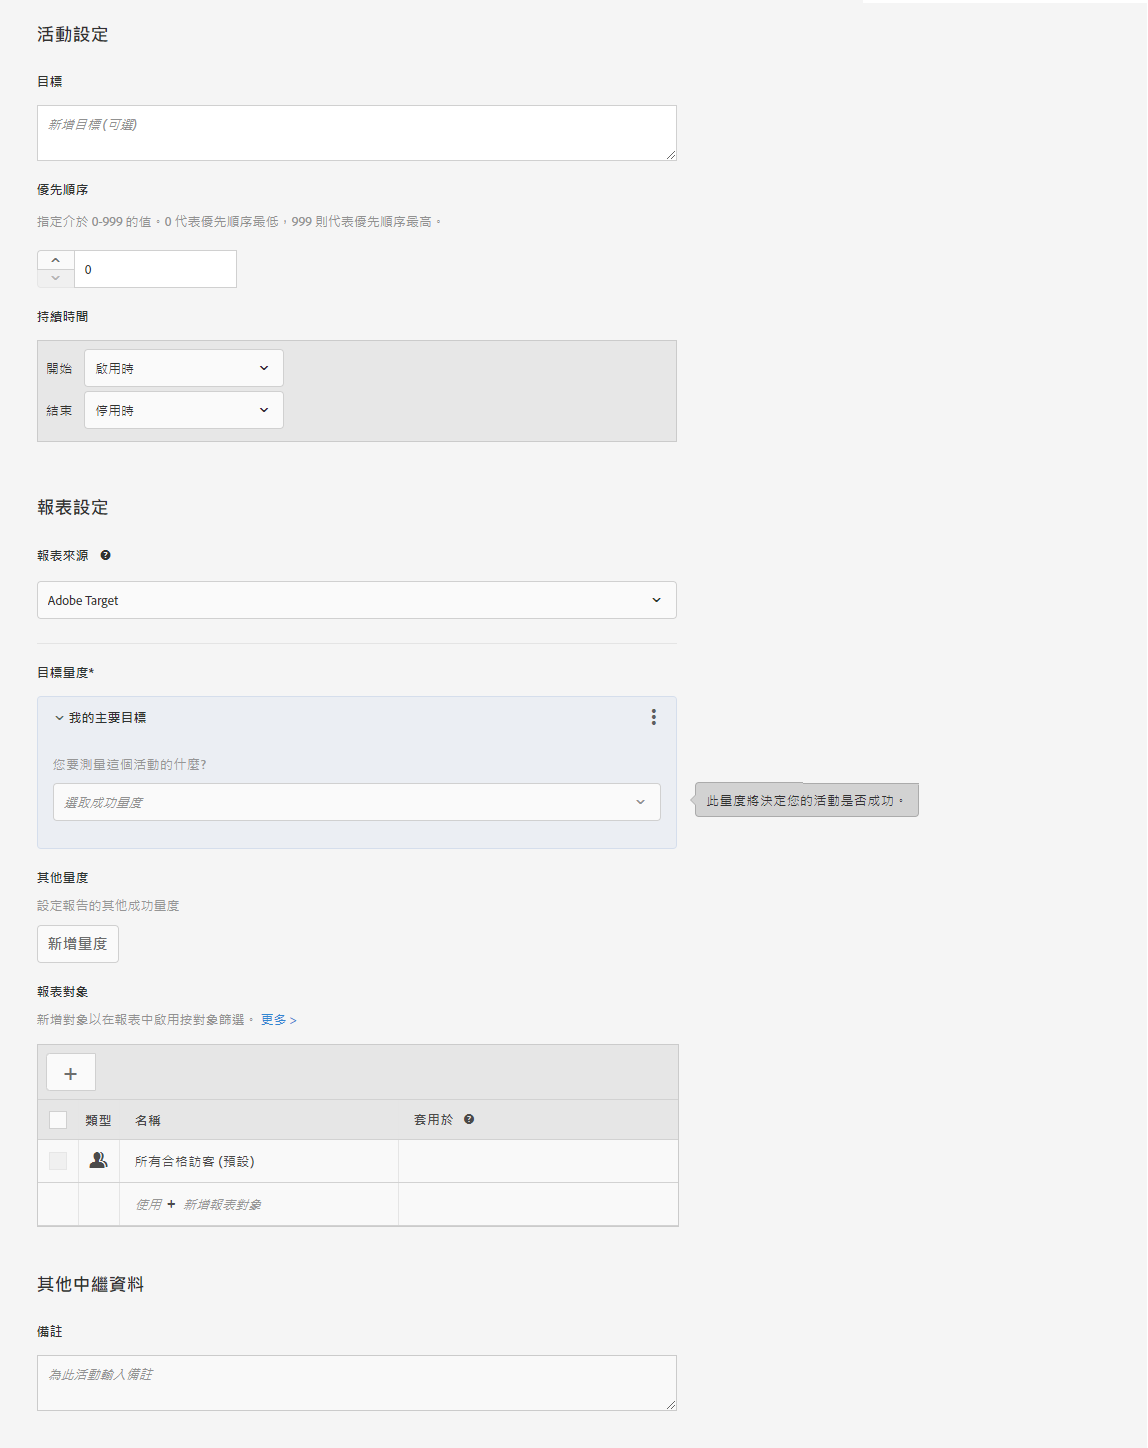 活動設定
目標
新增目標 (可選)
優先順序
指定介於 0-999 的值。0 代表優先順序最低，999 則代表優先順序最高。
0
持續時間
開始 啟用時
結束 停用時
報表設定
報表來源
Adobe Target
目標量度*
我的主要目標
您要測量這個活動的什麼?
選取成功量度
此量度將決定您的活動是否成功。
其他量度
設定報告的其他成功量度
新增量度
報表對象
新增對象以在報表中啟用按對象篩選。 更多 >
+
類型 名稱 套用於
所有合格訪客 (預設)
使用 + 新增報表對象
其他中繼資料
備註
為此活動輸入備註